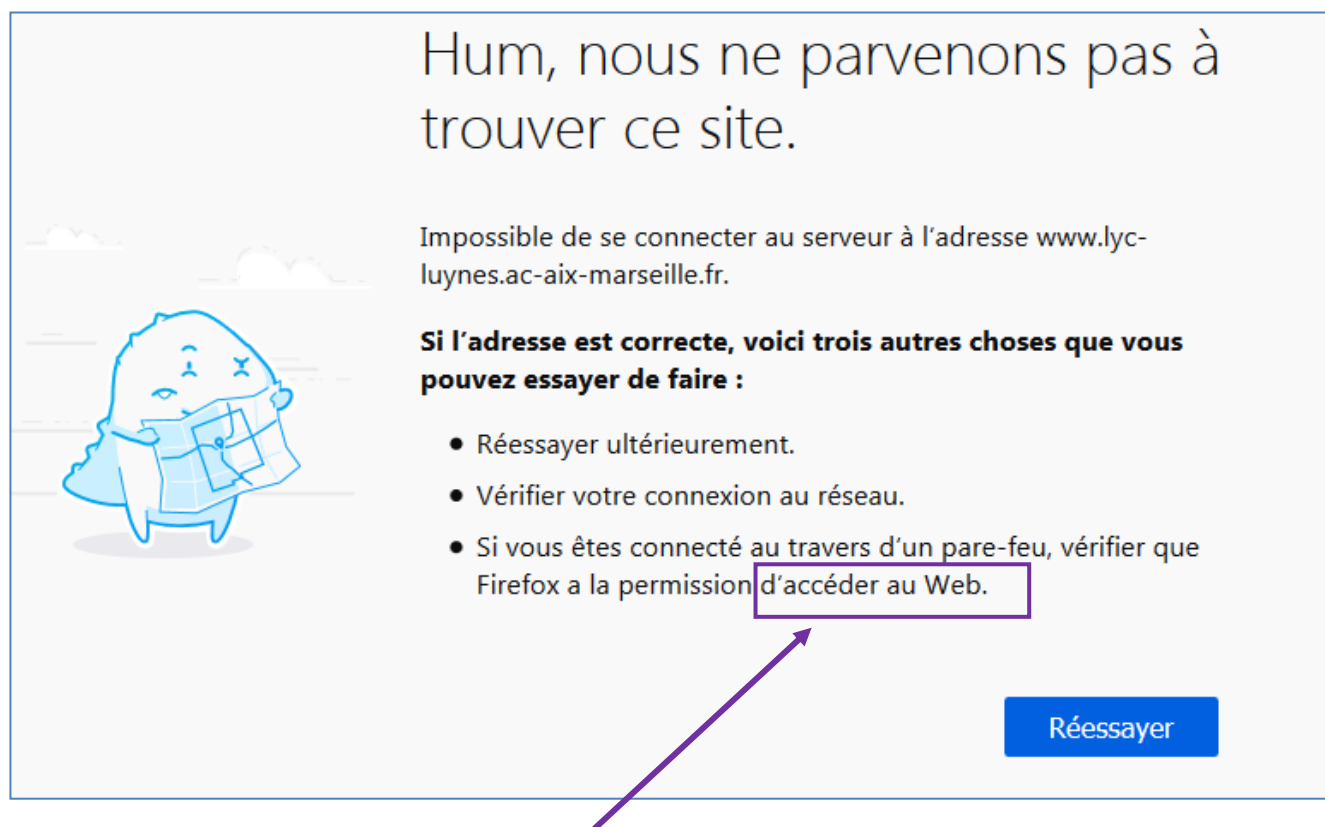 Hum, nous ne parvenons pas à
trouver ce site.
Impossible de se connecter au serveur à l’adresse www.lyc-
luynes.ac-aix-marseille.fr.
Si l’adresse est correcte, voici trois autres choses que vous
pouvez essayer de faire :
• Réessayer ultérieurement.
• Vérifier votre connexion au réseau.
• Si vous êtes connecté au travers d’un pare-feu, vérifier que
Firefox a la permission d’accéder au Web.
Réessayer